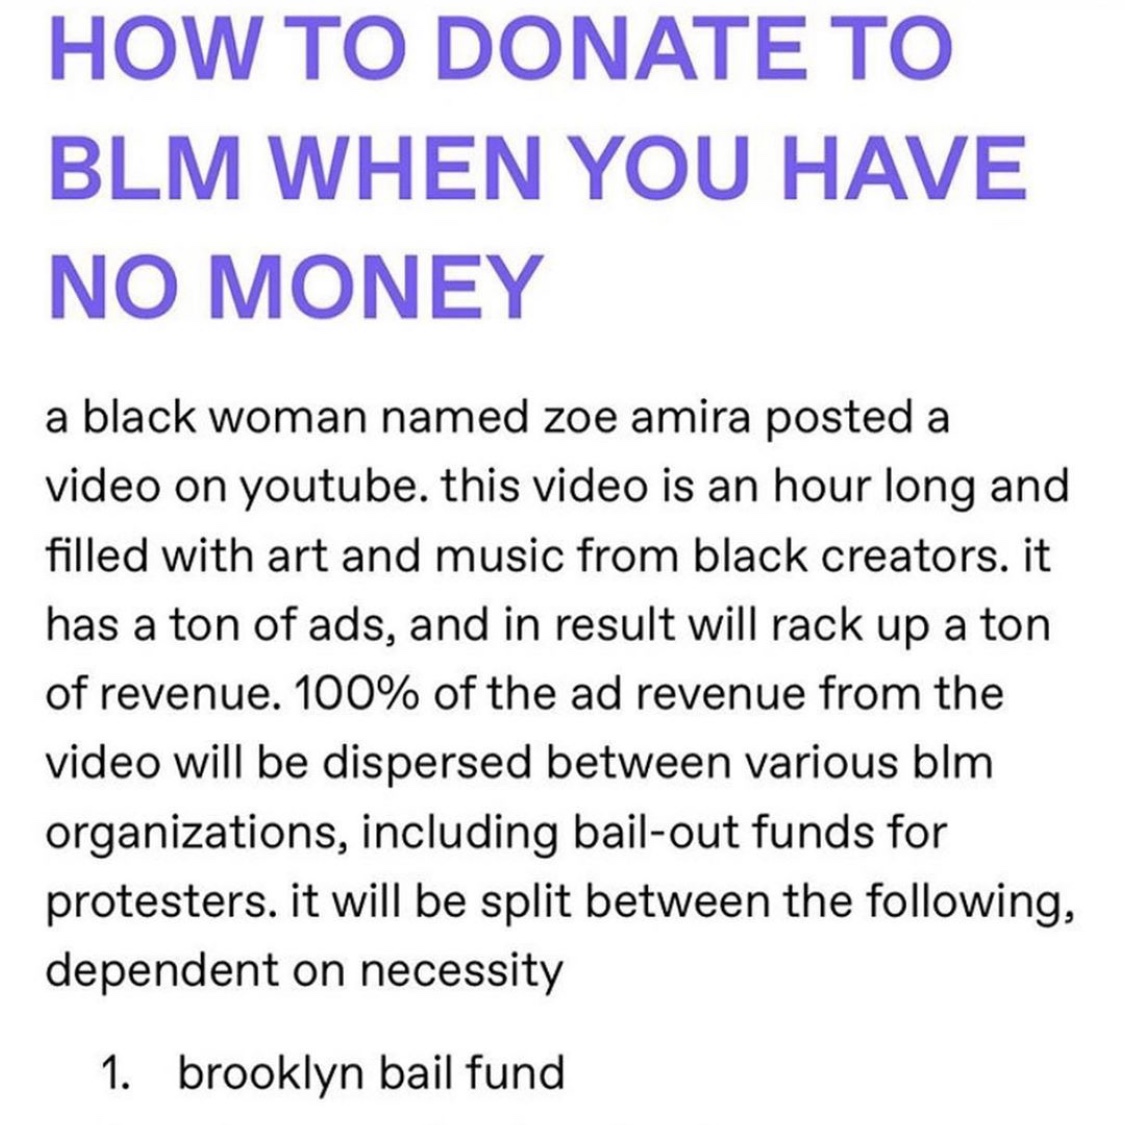 HOW TO DONATE TO
BLM WHEN YOU HAVE
NO MONEY
a black woman named zoe amira posted a
video on youtube. this video is an hour long and
filled with art and music from black creators. it
has a ton of ads, and in result will rack up a ton
of revenue. 100% of the ad revenue from the
video will be dispersed between various blm
organizations, including bail-out funds for
protesters. it will be split between the following,
dependent on necessity
1. brooklyn bail fund